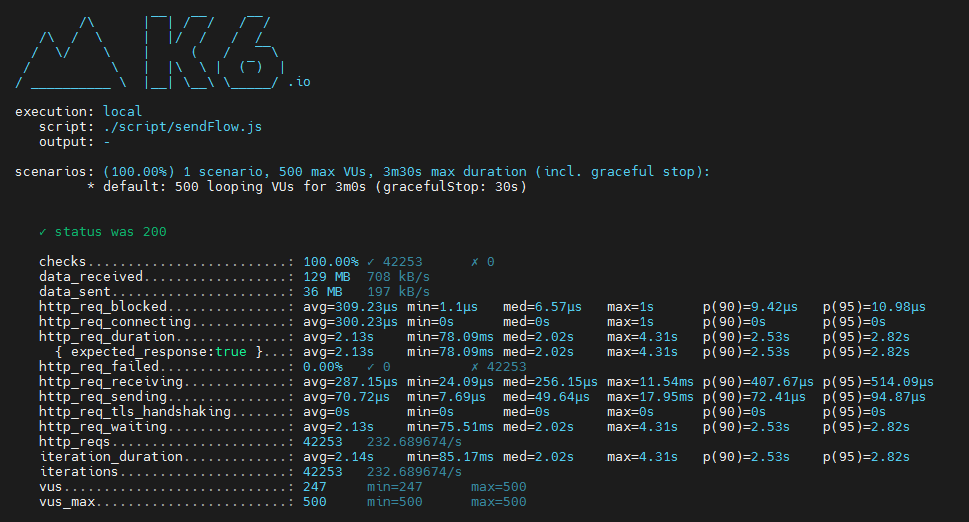 K6 .io
execution: local
script: ./script/sendFlow.js
output: -
scenarios: (100.00%) 1 scenario, 500 max VUs, 3m30s max duration (incl. graceful stop):
* default: 500 looping VUs for 3m0s (gracefulStop: 30s)
✓ status was 200
checks.........................: 100.00% ✓ 42253 ✗ 0
data_received..................: 129 MB 708 kB/s
data_sent......................: 36 MB 197 kB/s
http_req_blocked...............: avg=309.23µs min=1.1µs med=6.57µs max=1s p(90)=9.42µs p(95)=10.98µs
http_req_connecting............: avg=300.23µs min=0s med=0s max=1s p(90)=0s p(95)=0s
http_req_duration..............: avg=2.13s min=78.09ms med=2.02s max=4.31s p(90)=2.53s p(95)=2.82s
{ expected_response:true }...: avg=2.13s min=78.09ms med=2.02s max=4.31s p(90)=2.53s p(95)=2.82s
http_req_failed................: 0.00% ✓ 0 ✗ 42253
http_req_receiving.............: avg=287.15µs min=24.09µs med=256.15µs max=11.54ms p(90)=407.67µs p(95)=514.09µs
http_req_sending...............: avg=70.72µs min=7.69µs med=49.64µs max=17.95ms p(90)=72.41µs p(95)=94.87µs
http_req_tls_handshaking.......: avg=0s min=0s med=0s max=0s p(90)=0s p(95)=0s
http_req_waiting...............: avg=2.13s min=75.51ms med=2.02s max=4.31s p(90)=2.53s p(95)=2.82s
http_reqs......................: 42253 232.689674/s
iteration_duration.............: avg=2.14s min=85.17ms med=2.02s max=4.31s p(90)=2.53s p(95)=2.82s
iterations.....................: 42253 232.689674/s
vus............................: 247 min=247 max=500
vus_max........................: 500 min=500 max=500